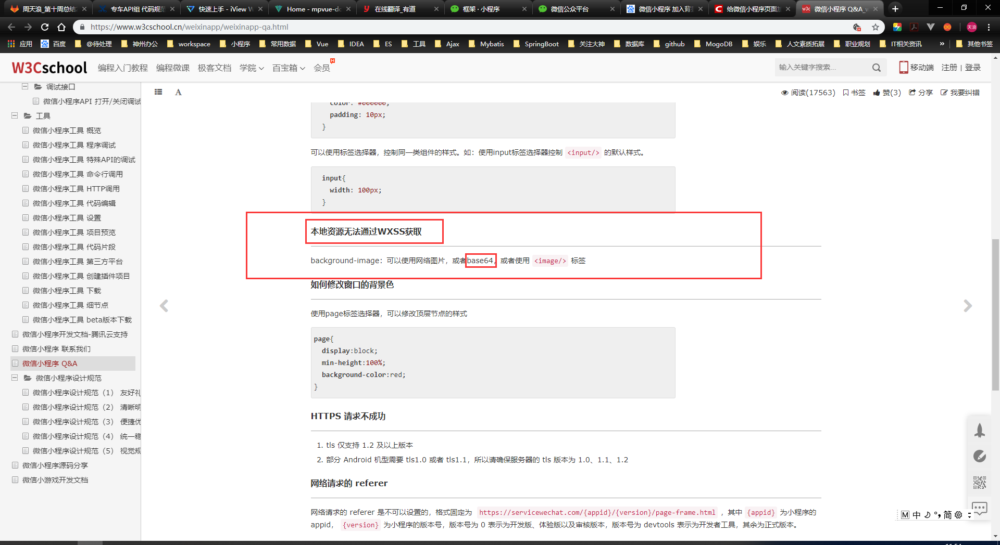 周天浪_第十周总结
专车API组 代码规范
快速上手 - iView W
Home - mpvue-do
在线翻译_有道
框架 · 小程序
微信公众平台
微信小程序 加入背景
给微信小程序页面加
微信小程序 Q&A_w
https://www.w3cschool.cn/weixinapp/weixinapp-qa.html
天浪
应用 百度 @待处理 神州办公 workspace 小程序 常用数据 Vue IDEA ES 工具 Ajax Mybatis SpringBoot 关注大神 数据库 github MogoDB 娱乐 人文素质拓展 职业规划 IT相关资讯 » 其他书签
W3Cschool 编程入门教程 编程微课 极客文档 学院 百宝箱 会员 H 输入关键字搜索... 移动端 注册 | 登录
A 阅读(17563) 书签 赞(3) 分享 我要纠错
调试接口
微信小程序API 打开/关闭调试
工具
微信小程序工具 概览
微信小程序工具 程序调试
微信小程序工具 特殊API的调试
微信小程序工具 命令行调用
微信小程序工具 HTTP调用
微信小程序工具 代码编辑
微信小程序工具 设置
微信小程序工具 项目预览
微信小程序工具 代码片段
微信小程序工具 第三方平台
微信小程序工具 创建插件项目
微信小程序工具 下载
微信小程序工具 细节点
微信小程序工具 beta版本下载
微信小程序开发文档-腾讯云支持
微信小程序 联系我们
微信小程序 Q&A
微信小程序设计规范
微信小程序设计规范（1） 友好礼
微信小程序设计规范（2） 清晰明
微信小程序设计规范（3） 便捷优
微信小程序设计规范（4） 统一稳
微信小程序设计规范（5） 视觉规
微信小程序源码分享
微信小游戏开发文档
color: #000000;
padding: 10px;
}
可以使用标签选择器，控制同一类组件的样式。如：使用input标签选择器控制 <input/> 的默认样式。
input{
width: 100px;
}
本地资源无法通过WXSS获取
background-image：可以使用网络图片，或者base64，或者使用 <image/> 标签
如何修改窗口的背景色
使用page标签选择器，可以修改顶层节点的样式
page{
display:block;
min-height:100%;
background-color:red;
}
HTTPS 请求不成功
1. tls 仅支持 1.2 及以上版本
2. 部分 Android 机型需要 tls1.0 或者 tls1.1，所以请确保服务器的 tls 版本为 1.0、1.1、1.2
网络请求的 referer
网络请求的 referer 是不可以设置的，格式固定为 https://servicewechat.com/{appid}/{version}/page-frame.html ，其中 {appid} 为小程序的
appid， {version} 为小程序的版本号，版本号为 0 表示为开发版、体验版以及审核版本，版本号为 devtools 表示为开发者工具，其余为正式版本。
M 中 简